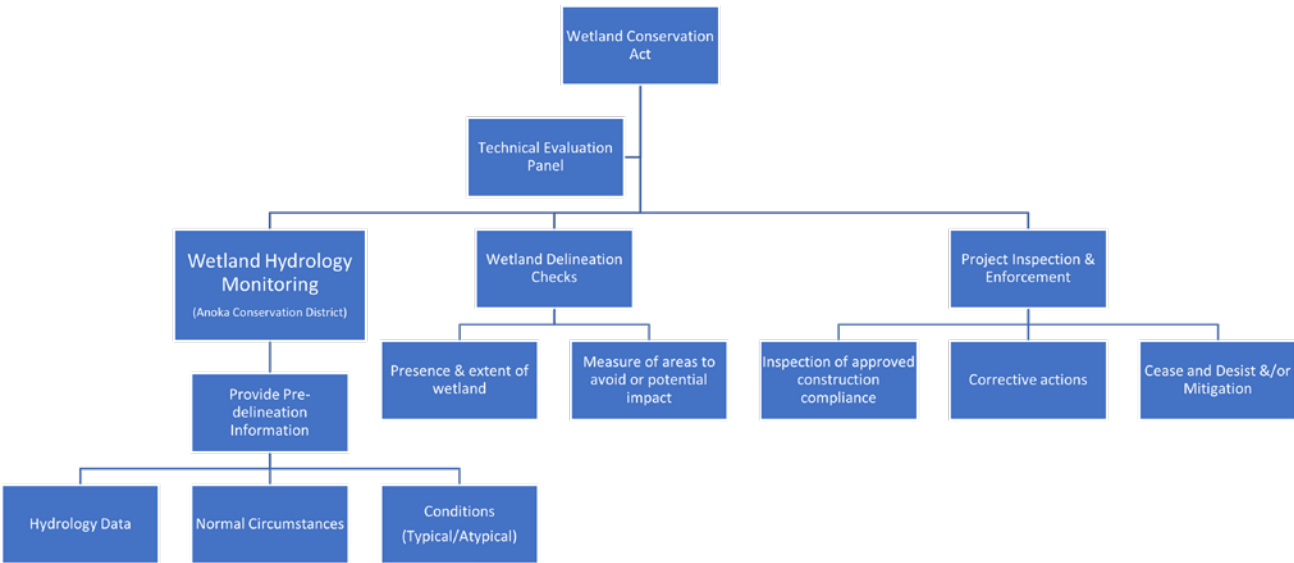 Wetland Conservation
Act
Technical Evaluation
Panel
Wetland Hydrology
Monitoring
(Anoka Conservation District)
Wetland Delineation
Checks
Project Inspection &
Enforcement
Presence & extent of
wetland
Measure of areas to
avoid or potential
impact
Inspection of approved
construction
compliance
Corrective actions
Cease and Desist &/or
Mitigation
Provide Pre-
delineation
Information
Hydrology Data
Normal Circumstances
Conditions
(Typical/Atypical)